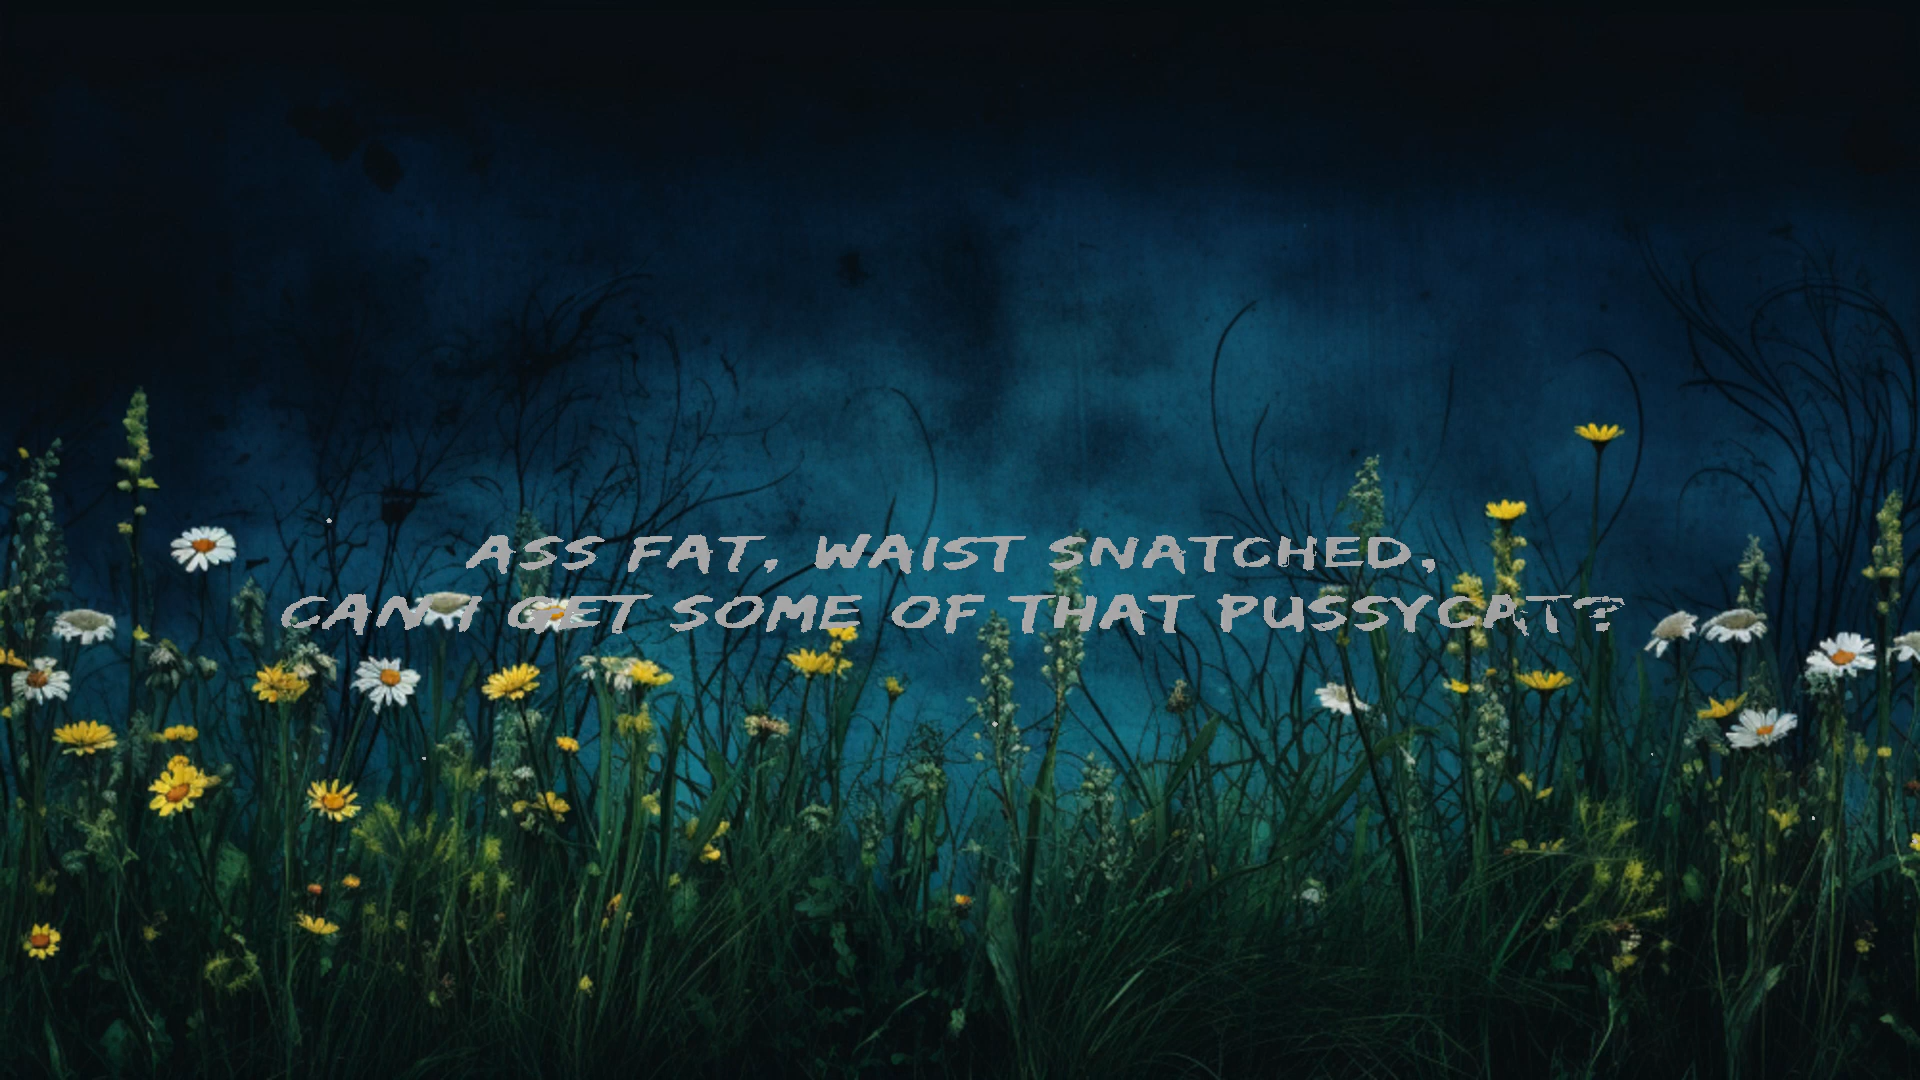 ASS FAT, WAIST SNATCHED,
CAN I GET SOME OF THAT PUSSYCAT?